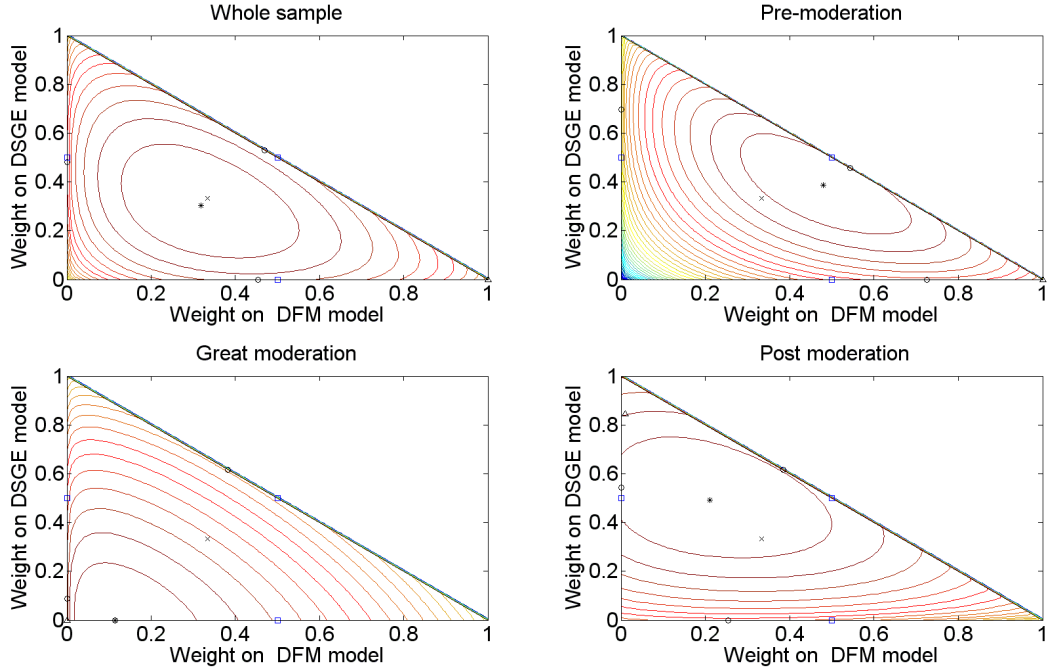 Whole sample
Weight on DSGE model
1
0.8
0.6
0.4
0.2
0
0 0.2 0.4 0.6 0.8 1
Weight on DFM model
Pre-moderation
Weight on DSGE model
1
0.8
0.6
0.4
0.2
0
0 0.2 0.4 0.6 0.8 1
Weight on DFM model
Great moderation
Weight on DSGE model
1
0.8
0.6
0.4
0.2
0
0 0.2 0.4 0.6 0.8 1
Weight on DFM model
Post moderation
Weight on DSGE model
1
0.8
0.6
0.4
0.2
0
0 0.2 0.4 0.6 0.8 1
Weight on DFM model